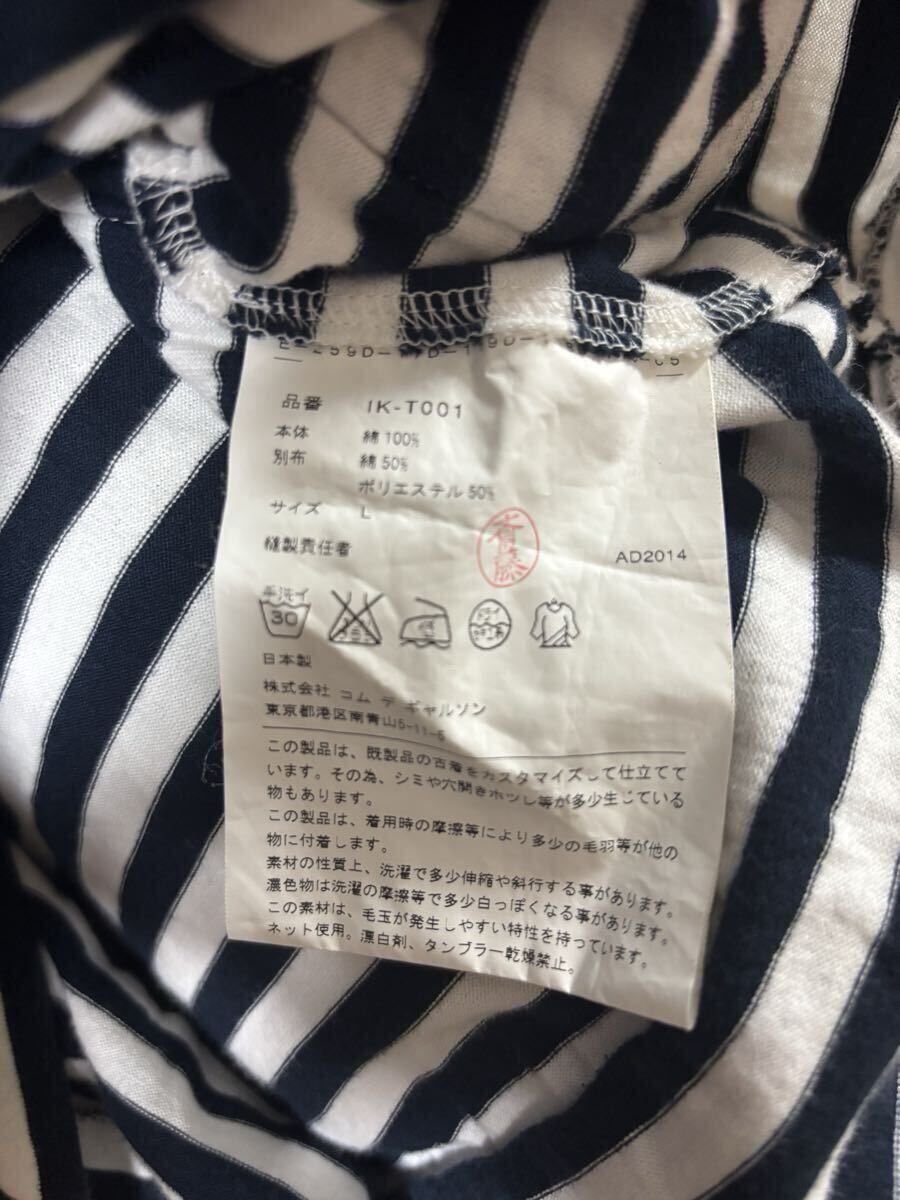 品番 IK-T001
本体 綿 100%
別布 綿 50%
ポリエステル 50%
サイズ L
縫製責任者 斉藤 AD2014
手洗イ
30
日本製
株式会社 コム デ ギャルソン
東京都港区南青山5-11-5
この製品は、既製品の古着をカスタマイズして仕立てて
います。その為、シミや穴開きホツレ等が多少生じている
物もあります。
この製品は、着用時の摩擦等により多少の毛羽等が他の
物に付着します。
素材の性質上、洗濯で多少伸縮や斜行する事があります。
濃色物は洗濯の摩擦等で多少白っぽくなる事があります。
この素材は、毛玉が発生しやすい特性を持っています。
ネット使用。漂白剤、タンブラー乾燥禁止。